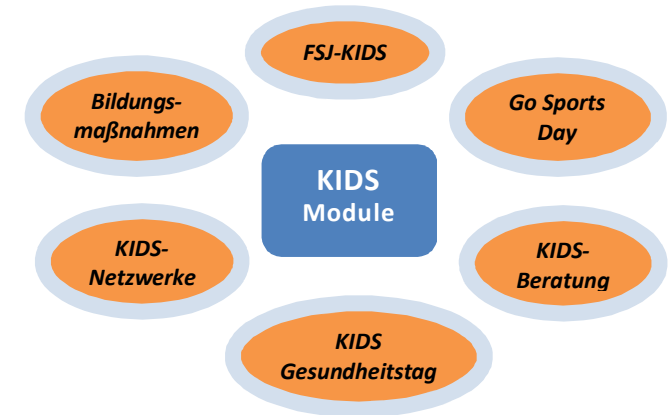 FSJ-KIDS
Bildungs-
maßnahmen
Go Sports
Day
KIDS
Module
KIDS-
Netzwerke
KIDS-
Beratung
KIDS
Gesundheitstag